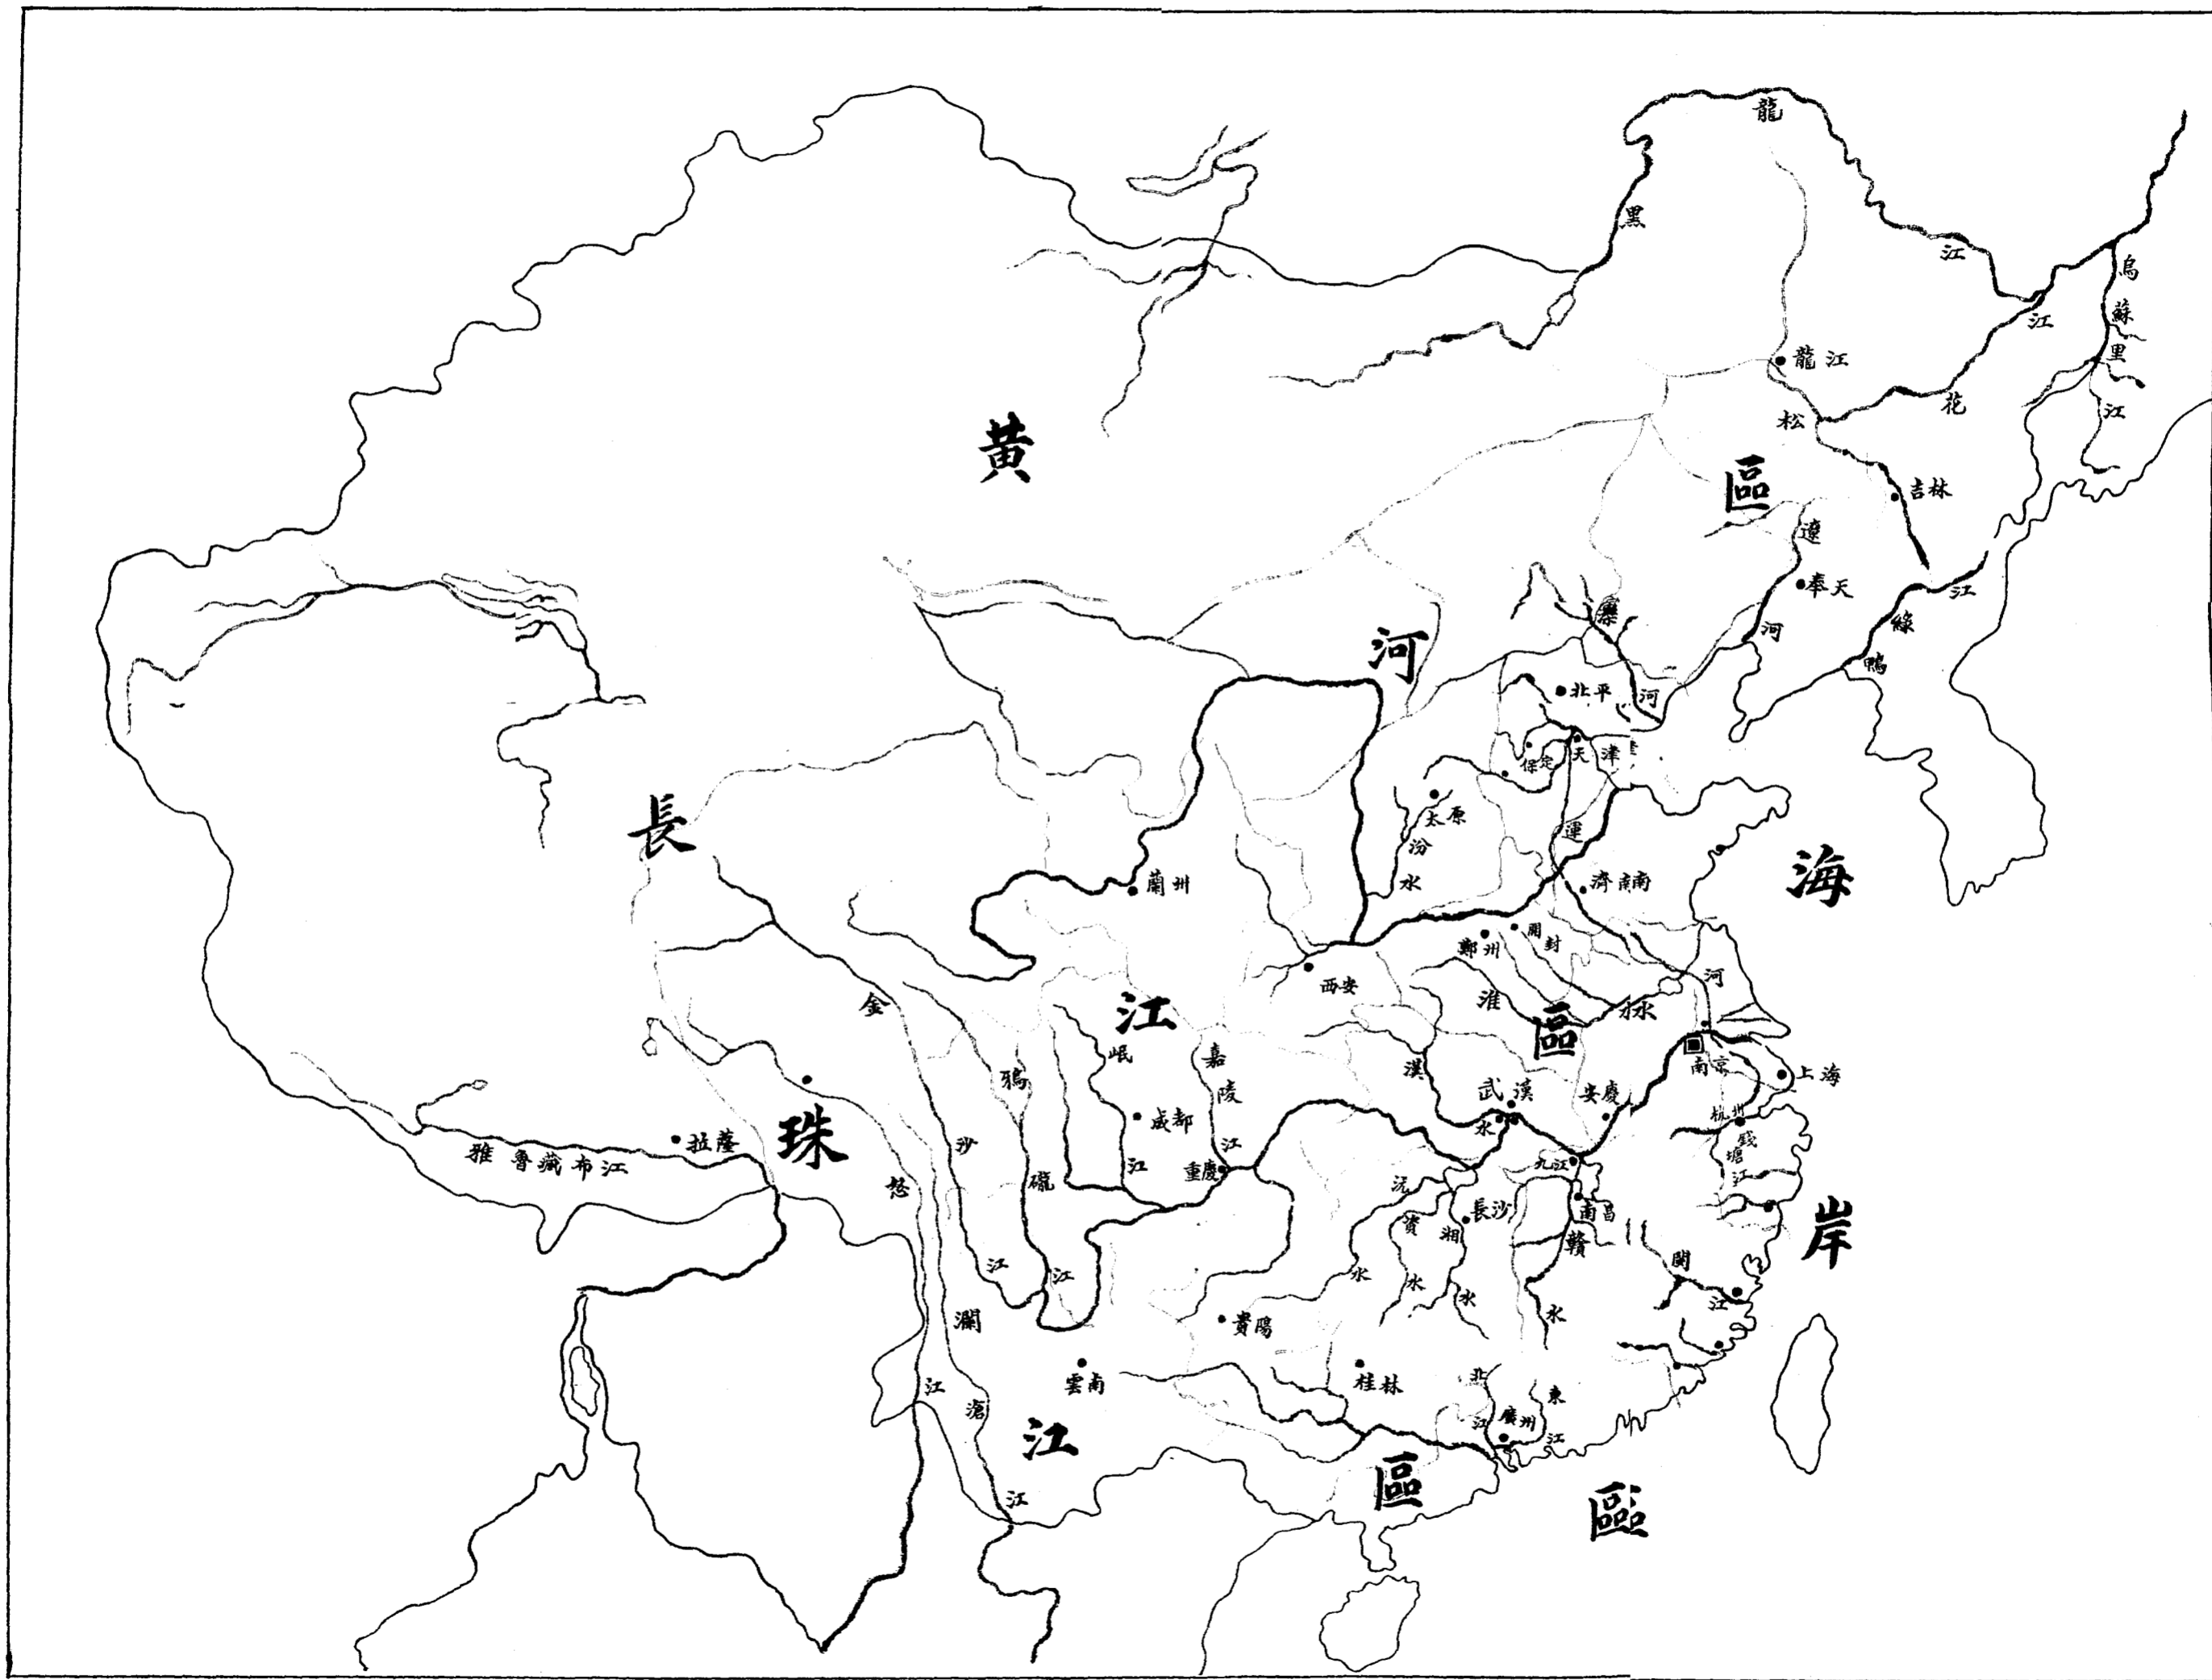 黃河區
長江區
珠江區
海岸區
黑龍江
烏蘇里江
松花江
龍江
吉林
遼河
奉天
鴨綠江
灤河
北平
天津
保定
太原
汾水
運河
濟南
蘭州
鄭州
開封
西安
淮水
金沙江
岷江
嘉陵江
鴉礲江
漢水
武漢
安慶
南京
上海
杭州
錢塘江
成都
重慶
九江
南昌
贛水
長沙
沅水
資水
湘水
閩江
拉薩
雅魯藏布江
怒江
瀾滄江
貴陽
雲南
桂林
北江
東江
廣州